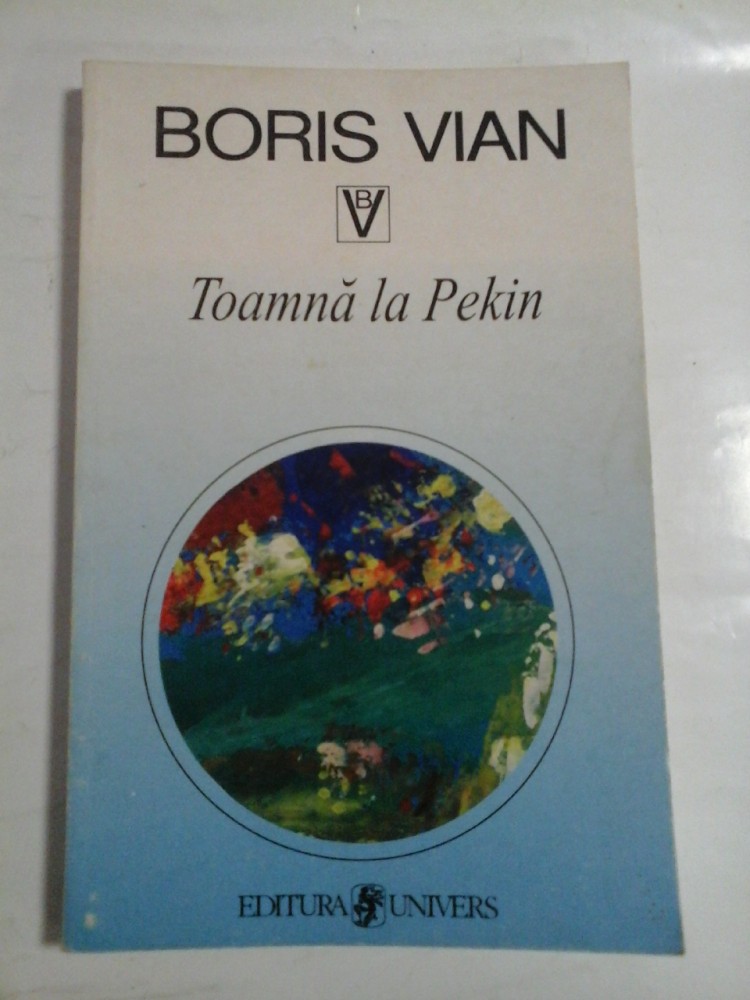 BORIS VIAN
BV
Toamnă la Pekin
EDITURA UNIVERS